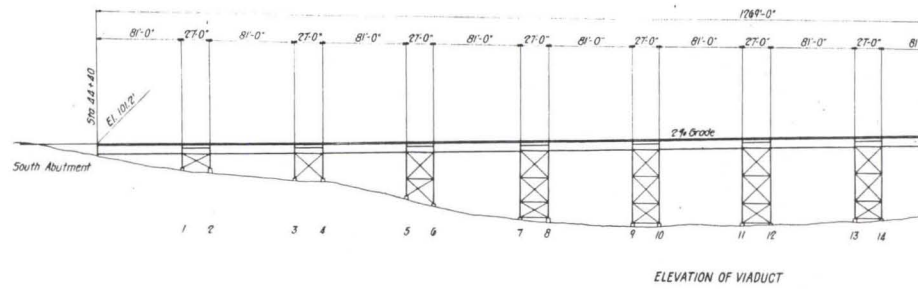 1269'-0"
81'-0" 27'-0" 81'-0" 27'-0" 81'-0" 27'-0" 81'-0" 27'-0" 81'-0" 27'-0" 81'-0" 27'-0" 81'-0" 27'-0" 81
Sta 44+40
El. 101.2'
2% Grade
South Abutment
1 2 3 4 5 6 7 8 9 10 11 12 13 14
ELEVATION OF VIADUCT